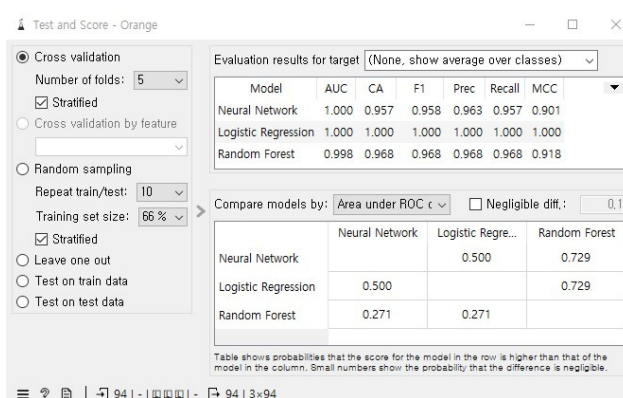 Test and Score - Orange
Cross validation
Number of folds: 5
Stratified
Cross validation by feature
Random sampling
Repeat train/test: 10
Training set size: 66 %
Stratified
Leave one out
Test on train data
Test on test data
Evaluation results for target (None, show average over classes)
Model AUC CA F1 Prec Recall MCC
Neural Network 1.000 0.957 0.958 0.963 0.957 0.901
Logistic Regression 1.000 1.000 1.000 1.000 1.000 1.000
Random Forest 0.998 0.968 0.968 0.968 0.968 0.918
Compare models by: Area under ROC c Negligible diff.: 0,1
Neural Network Logistic Regre... Random Forest
Neural Network 0.500 0.729
Logistic Regression 0.500 0.729
Random Forest 0.271 0.271
Table shows probabilities that the score for the model in the row is higher than that of the
model in the column. Small numbers show the probability that the difference is negligible.
94 | - | - 94 | 3×94